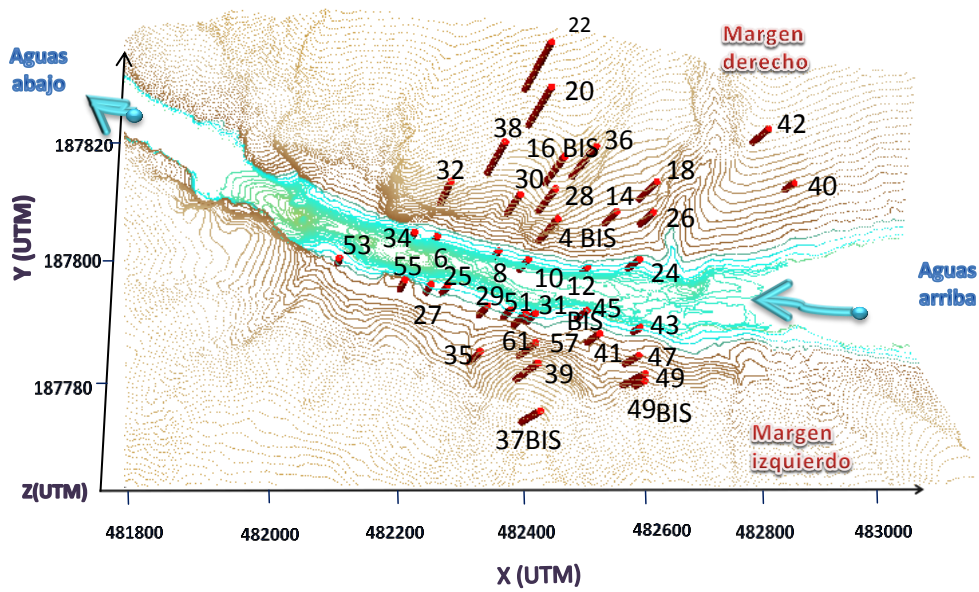 22
Margen
derecho
Aguas
abajo
20
42
187820
38
16 BIS
36
32
30
28
14
18
40
26
4 BIS
Y (UTM)
53
34
6
187800
55
25
8
10
12
24
Aguas
arriba
27
29
51
31
45
BIS
43
35
61
57
41
47
39
49
187780
49BIS
37BIS
Margen
izquierdo
Z(UTM)
481800
482000
482200
482400
482600
482800
483000
X (UTM)